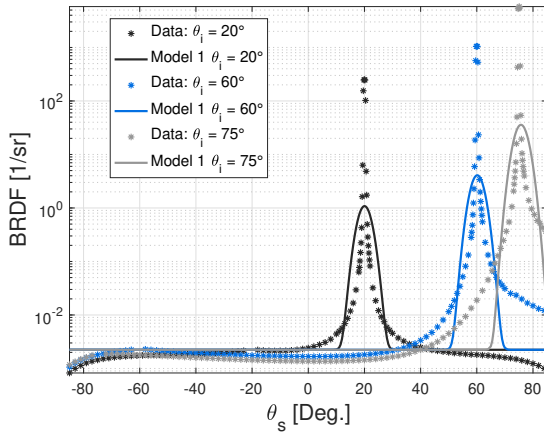 Data: θi = 20°
Model 1 θi = 20°
Data: θi = 60°
Model 1 θi = 60°
Data: θi = 75°
Model 1 θi = 75°
BRDF [1/sr]
10²
10⁰
10⁻²
-80 -60 -40 -20 0 20 40 60 80
θs [Deg.]